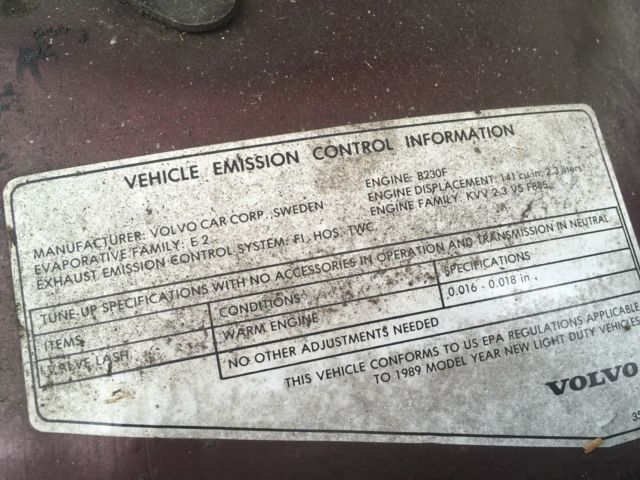 VEHICLE EMISSION CONTROL INFORMATION
MANUFACTURER: VOLVO CAR CORP., SWEDEN
EVAPORATIVE FAMILY: E 2
EXHAUST EMISSION CONTROL SYSTEM: FI, HOS, TWC.
ENGINE: B230F
ENGINE DISPLACEMENT: 141 cu.in, 2.3 liters
ENGINE FAMILY: KVV 2.3 V5
TUNE-UP SPECIFICATIONS WITH NO ACCESSORIES IN OPERATION AND TRANSMISSION IN NEUTRAL
ITEMS CONDITIONS SPECIFICATIONS
VALVE LASH WARM ENGINE 0.016 - 0.018 in.
NO OTHER ADJUSTMENTS NEEDED
THIS VEHICLE CONFORMS TO US EPA REGULATIONS APPLICABLE
TO 1989 MODEL YEAR NEW LIGHT DUTY VEHICLES
VOLVO